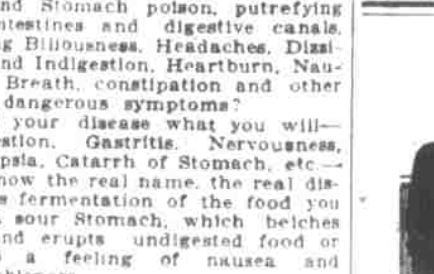 nd Stomach poison, putrefying
ntestines and digestive canals,
g Biliousness, Headaches, Dizzi-
nd Indigestion, Heartburn, Nau-
Breath, constipation and other
dangerous symptoms?
your disease what you will—
estion, Gastritis, Nervousness,
psia, Catarrh of Stomach, etc.—
now the real name, the real dis-
s fermentation of the food you
sour Stomach, which belches
nd erupts undigested food or
a feeling of nausea and